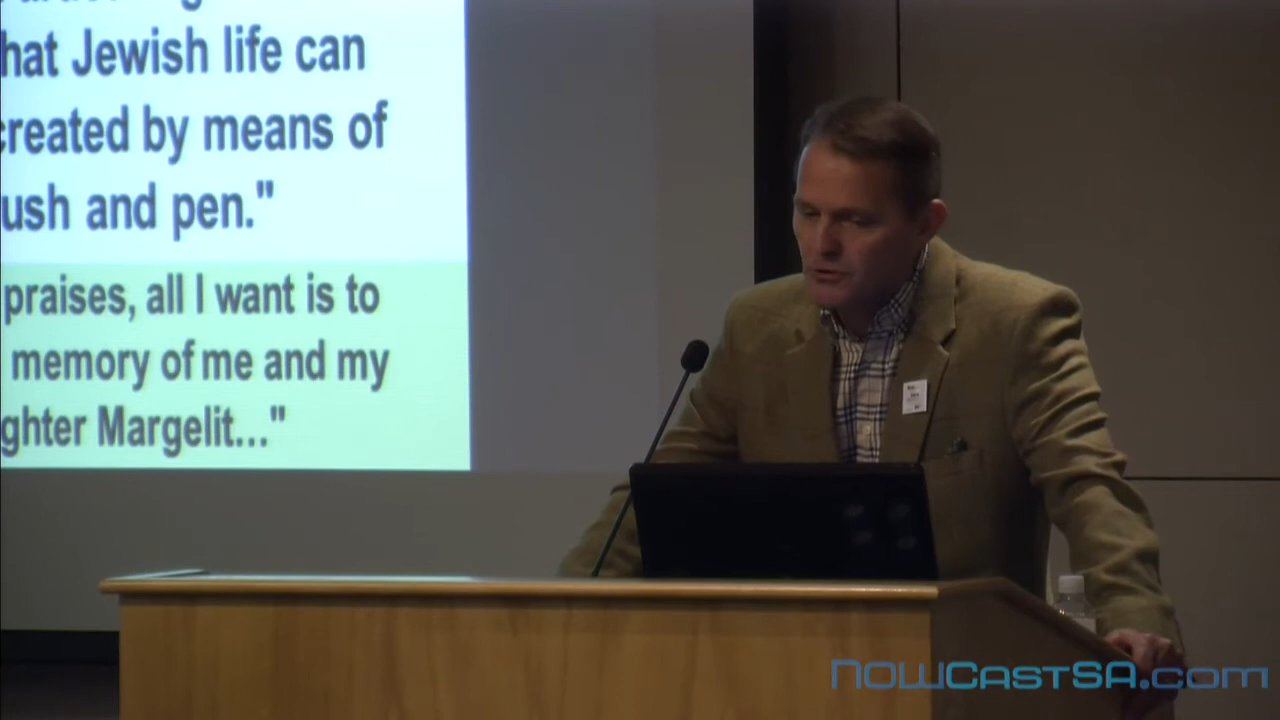 hat Jewish life can
created by means of
ush and pen."
praises, all I want is to
memory of me and my
ghter Margelit..."
NOWCastSA.com